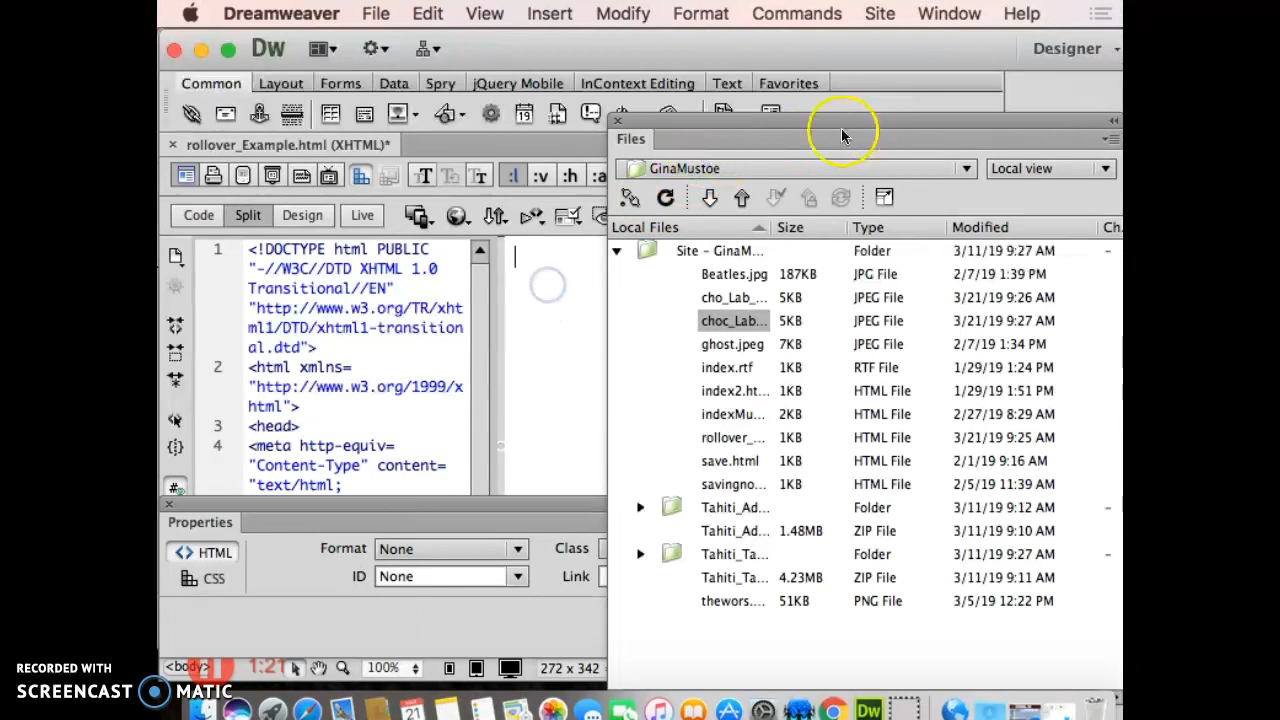 Dreamweaver File Edit View Insert Modify Format Commands Site Window Help
Dw Designer
Common Layout Forms Data Spry jQuery Mobile InContext Editing Text Favorites
19
Files
rollover_Example.html (XHTML)*
GinaMustoe Local view
Code Split Design Live
Local Files Size Type Modified Ch.
Site - GinaM... Folder 3/11/19 9:27 AM -
Beatles.jpg 187KB JPG File 2/7/19 1:39 PM
cho_Lab_... 5KB JPEG File 3/21/19 9:26 AM
choc_Lab... 5KB JPEG File 3/21/19 9:27 AM
ghost.jpeg 7KB JPG File 2/7/19 1:34 PM
index.rtf 1KB RTF File 1/29/19 1:24 PM
index2.ht... 1KB HTML File 1/29/19 1:51 PM
indexMu... 2KB HTML File 2/27/19 8:29 AM
rollover_... 1KB HTML File 3/21/19 9:25 AM
save.html 1KB HTML File 2/1/19 9:16 AM
savingno... 1KB HTML File 2/5/19 11:39 AM
Tahiti_Ad... Folder 3/11/19 9:12 AM -
Tahiti_Ad... 1.48MB ZIP File 3/11/19 9:10 AM
Tahiti_Ta... Folder 3/11/19 9:27 AM -
Tahiti_Ta... 4.23MB ZIP File 3/11/19 9:11 AM
thewors.... 51KB PNG File 3/5/19 12:22 PM
1 <!DOCTYPE html PUBLIC
"-//W3C//DTD XHTML 1.0
Transitional//EN"
"http://www.w3.org/TR/xht
ml1/DTD/xhtml1-transition
al.dtd">
2 <html xmlns=
"http://www.w3.org/1999/x
html">
3 <head>
4 <meta http-equiv=
"Content-Type" content=
"text/html;
Properties
<> HTML Format None Class
CSS ID None Link
<body> 1:21 100% 272 x 342
RECORDED WITH
SCREENCAST MATIC
21 Dw